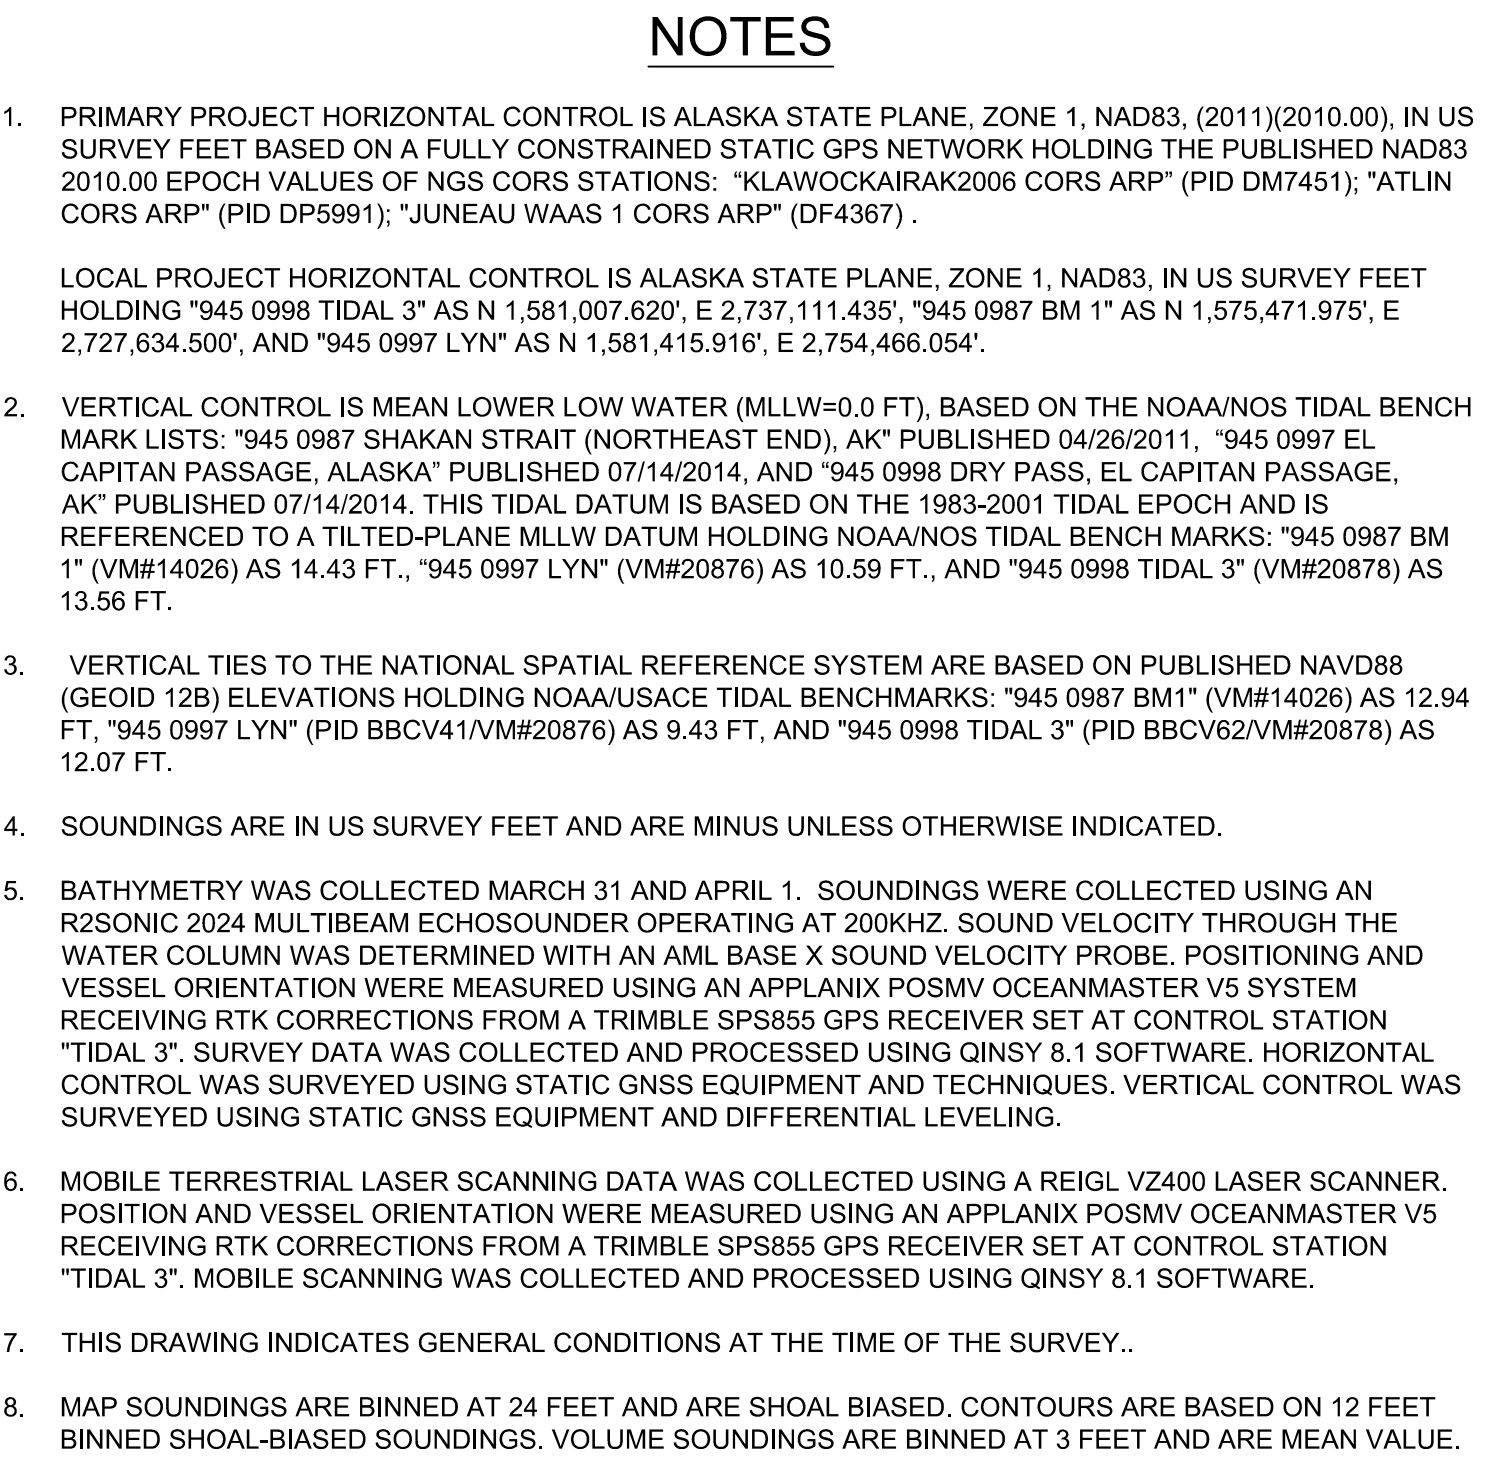 NOTES
1. PRIMARY PROJECT HORIZONTAL CONTROL IS ALASKA STATE PLANE, ZONE 1, NAD83, (2011)(2010.00), IN US
SURVEY FEET BASED ON A FULLY CONSTRAINED STATIC GPS NETWORK HOLDING THE PUBLISHED NAD83
2010.00 EPOCH VALUES OF NGS CORS STATIONS: “KLAWOCKAIRAK2006 CORS ARP” (PID DM7451); "ATLIN
CORS ARP" (PID DP5991); "JUNEAU WAAS 1 CORS ARP" (DF4367) .
LOCAL PROJECT HORIZONTAL CONTROL IS ALASKA STATE PLANE, ZONE 1, NAD83, IN US SURVEY FEET
HOLDING "945 0998 TIDAL 3" AS N 1,581,007.620', E 2,737,111.435', "945 0987 BM 1" AS N 1,575,471.975', E
2,727,634.500', AND "945 0997 LYN" AS N 1,581,415.916', E 2,754,466.054'.
2. VERTICAL CONTROL IS MEAN LOWER LOW WATER (MLLW=0.0 FT), BASED ON THE NOAA/NOS TIDAL BENCH
MARK LISTS: "945 0987 SHAKAN STRAIT (NORTHEAST END), AK" PUBLISHED 04/26/2011, “945 0997 EL
CAPITAN PASSAGE, ALASKA” PUBLISHED 07/14/2014, AND “945 0998 DRY PASS, EL CAPITAN PASSAGE,
AK” PUBLISHED 07/14/2014. THIS TIDAL DATUM IS BASED ON THE 1983-2001 TIDAL EPOCH AND IS
REFERENCED TO A TILTED-PLANE MLLW DATUM HOLDING NOAA/NOS TIDAL BENCH MARKS: "945 0987 BM
1" (VM#14026) AS 14.43 FT., “945 0997 LYN" (VM#20876) AS 10.59 FT., AND "945 0998 TIDAL 3" (VM#20878) AS
13.56 FT.
3. VERTICAL TIES TO THE NATIONAL SPATIAL REFERENCE SYSTEM ARE BASED ON PUBLISHED NAVD88
(GEOID 12B) ELEVATIONS HOLDING NOAA/USACE TIDAL BENCHMARKS: "945 0987 BM1" (VM#14026) AS 12.94
FT, "945 0997 LYN" (PID BBCV41/VM#20876) AS 9.43 FT, AND "945 0998 TIDAL 3" (PID BBCV62/VM#20878) AS
12.07 FT.
4. SOUNDINGS ARE IN US SURVEY FEET AND ARE MINUS UNLESS OTHERWISE INDICATED.
5. BATHYMETRY WAS COLLECTED MARCH 31 AND APRIL 1. SOUNDINGS WERE COLLECTED USING AN
R2SONIC 2024 MULTIBEAM ECHOSOUNDER OPERATING AT 200KHZ. SOUND VELOCITY THROUGH THE
WATER COLUMN WAS DETERMINED WITH AN AML BASE X SOUND VELOCITY PROBE. POSITIONING AND
VESSEL ORIENTATION WERE MEASURED USING AN APPLANIX POSMV OCEANMASTER V5 SYSTEM
RECEIVING RTK CORRECTIONS FROM A TRIMBLE SPS855 GPS RECEIVER SET AT CONTROL STATION
"TIDAL 3". SURVEY DATA WAS COLLECTED AND PROCESSED USING QINSY 8.1 SOFTWARE. HORIZONTAL
CONTROL WAS SURVEYED USING STATIC GNSS EQUIPMENT AND TECHNIQUES. VERTICAL CONTROL WAS
SURVEYED USING STATIC GNSS EQUIPMENT AND DIFFERENTIAL LEVELING.
6. MOBILE TERRESTRIAL LASER SCANNING DATA WAS COLLECTED USING A REIGL VZ400 LASER SCANNER.
POSITION AND VESSEL ORIENTATION WERE MEASURED USING AN APPLANIX POSMV OCEANMASTER V5
RECEIVING RTK CORRECTIONS FROM A TRIMBLE SPS855 GPS RECEIVER SET AT CONTROL STATION
"TIDAL 3". MOBILE SCANNING WAS COLLECTED AND PROCESSED USING QINSY 8.1 SOFTWARE.
7. THIS DRAWING INDICATES GENERAL CONDITIONS AT THE TIME OF THE SURVEY..
8. MAP SOUNDINGS ARE BINNED AT 24 FEET AND ARE SHOAL BIASED. CONTOURS ARE BASED ON 12 FEET
BINNED SHOAL-BIASED SOUNDINGS. VOLUME SOUNDINGS ARE BINNED AT 3 FEET AND ARE MEAN VALUE.